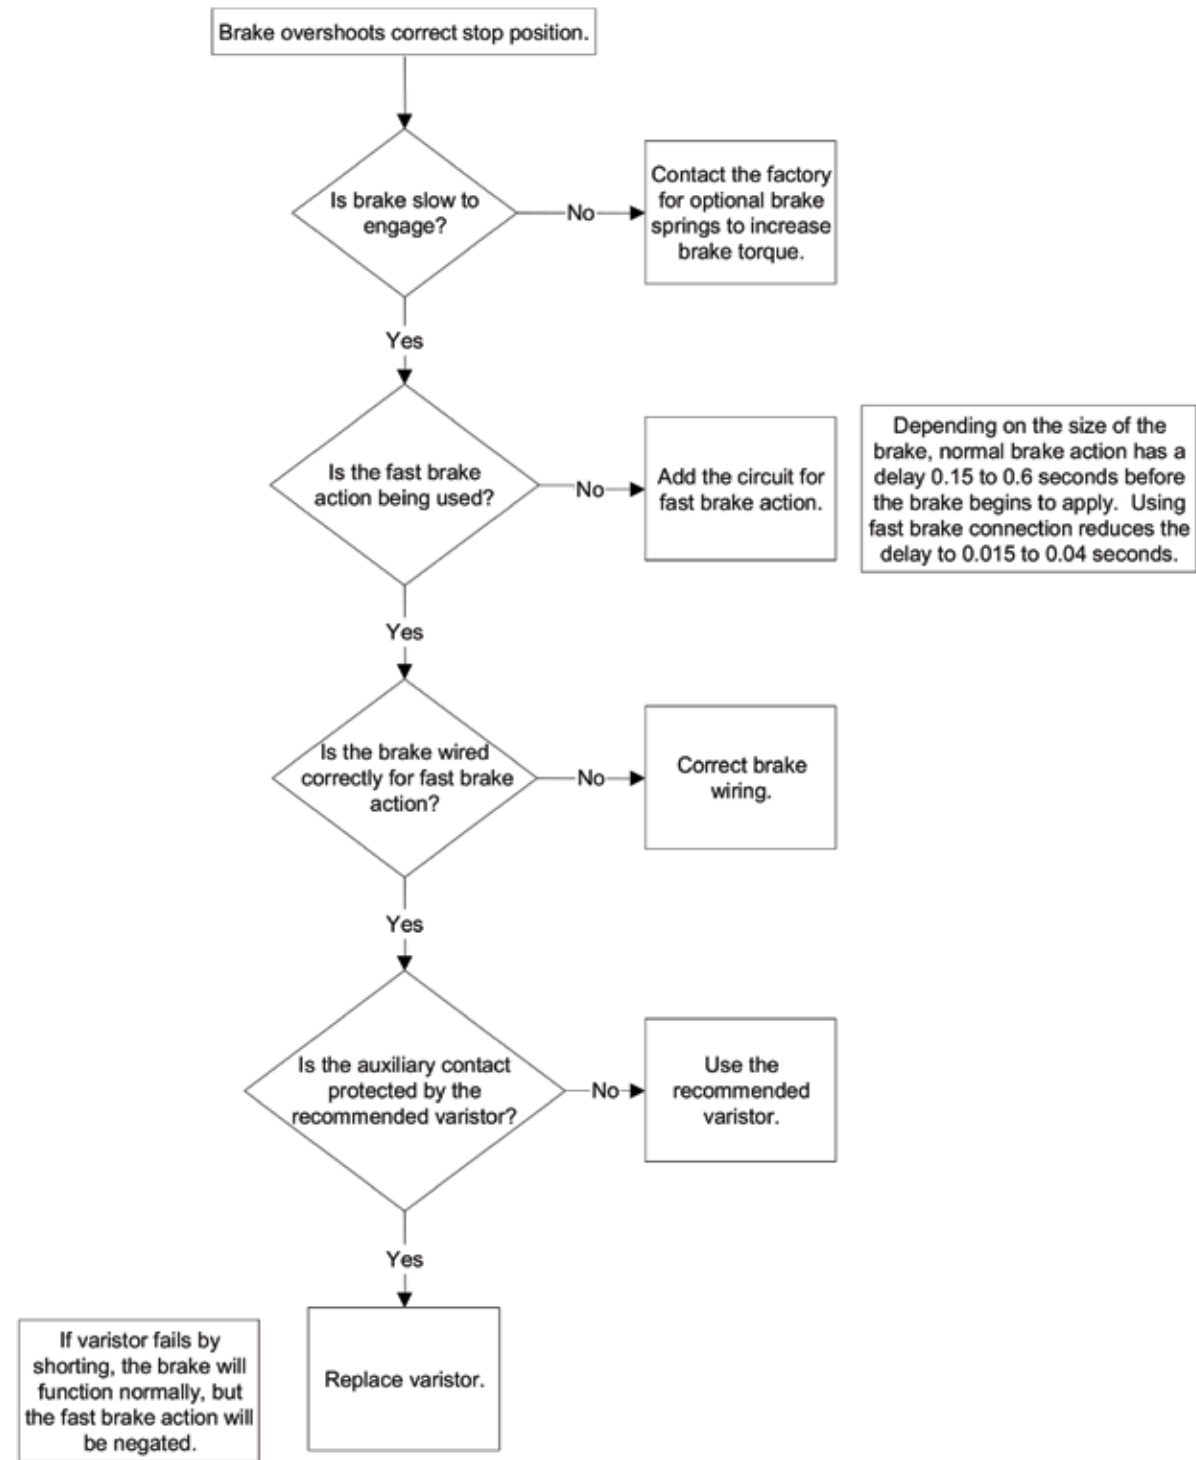 Brake overshoots correct stop position.
Is brake slow to
engage?
No
Contact the factory
for optional brake
springs to increase
brake torque.
Yes
Is the fast brake
action being used?
No
Add the circuit for
fast brake action.
Depending on the size of the
brake, normal brake action has a
delay 0.15 to 0.6 seconds before
the brake begins to apply.  Using
fast brake connection reduces the
delay to 0.015 to 0.04 seconds.
Yes
Is the brake wired
correctly for fast brake
action?
No
Correct brake
wiring.
Yes
Is the auxiliary contact
protected by the
recommended varistor?
No
Use the
recommended
varistor.
Yes
If varistor fails by
shorting, the brake will
function normally, but
the fast brake action will
be negated.
Replace varistor.